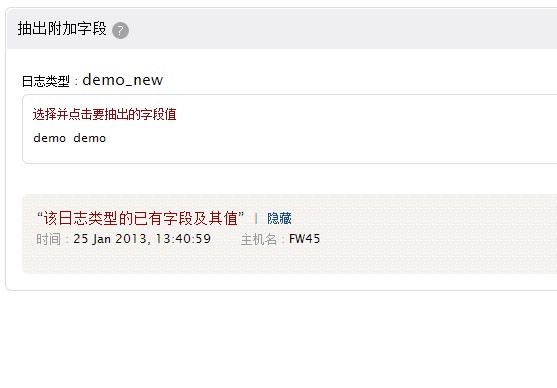 抽出附加字段 ?
日志类型 : demo_new
选择并点击要抽出的字段值
demo demo
“该日志类型的已有字段及其值” | 隐藏
时间 : 25 Jan 2013, 13:40:59 主机名 : FW45